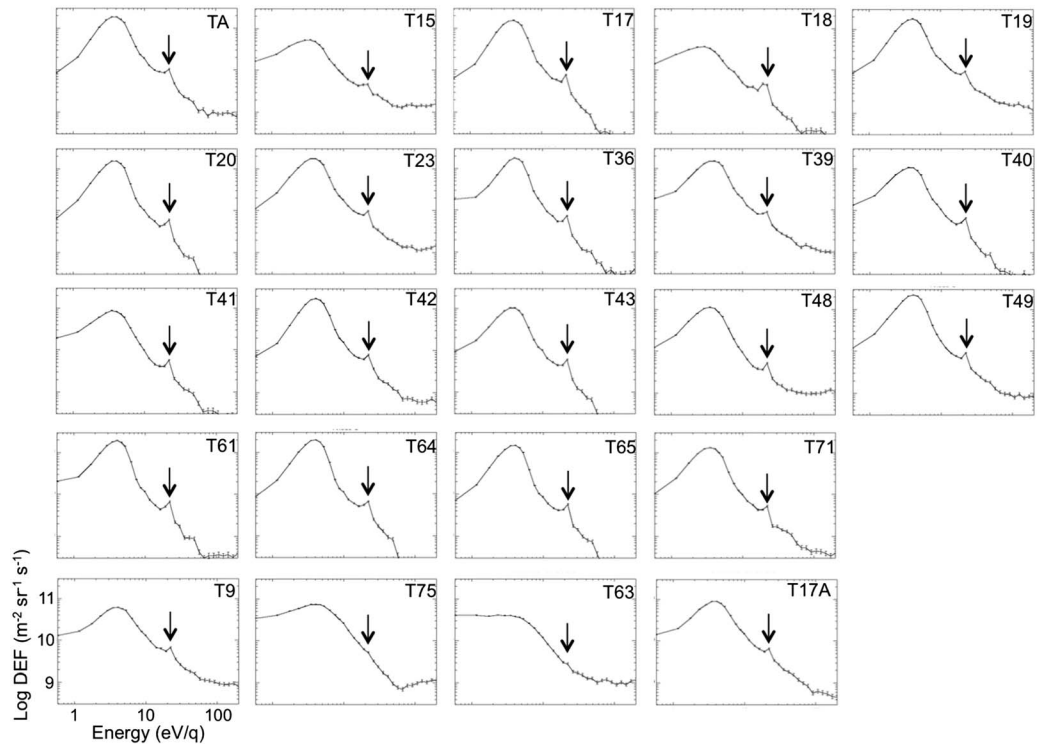 TA T15 T17 T18 T19
T20 T23 T36 T39 T40
T41 T42 T43 T48 T49
T61 T64 T65 T71
T9 T75 T63 T17A
Log DEF (m-2 sr-1 s-1)
11
10
9
1 10 100
Energy (eV/q)